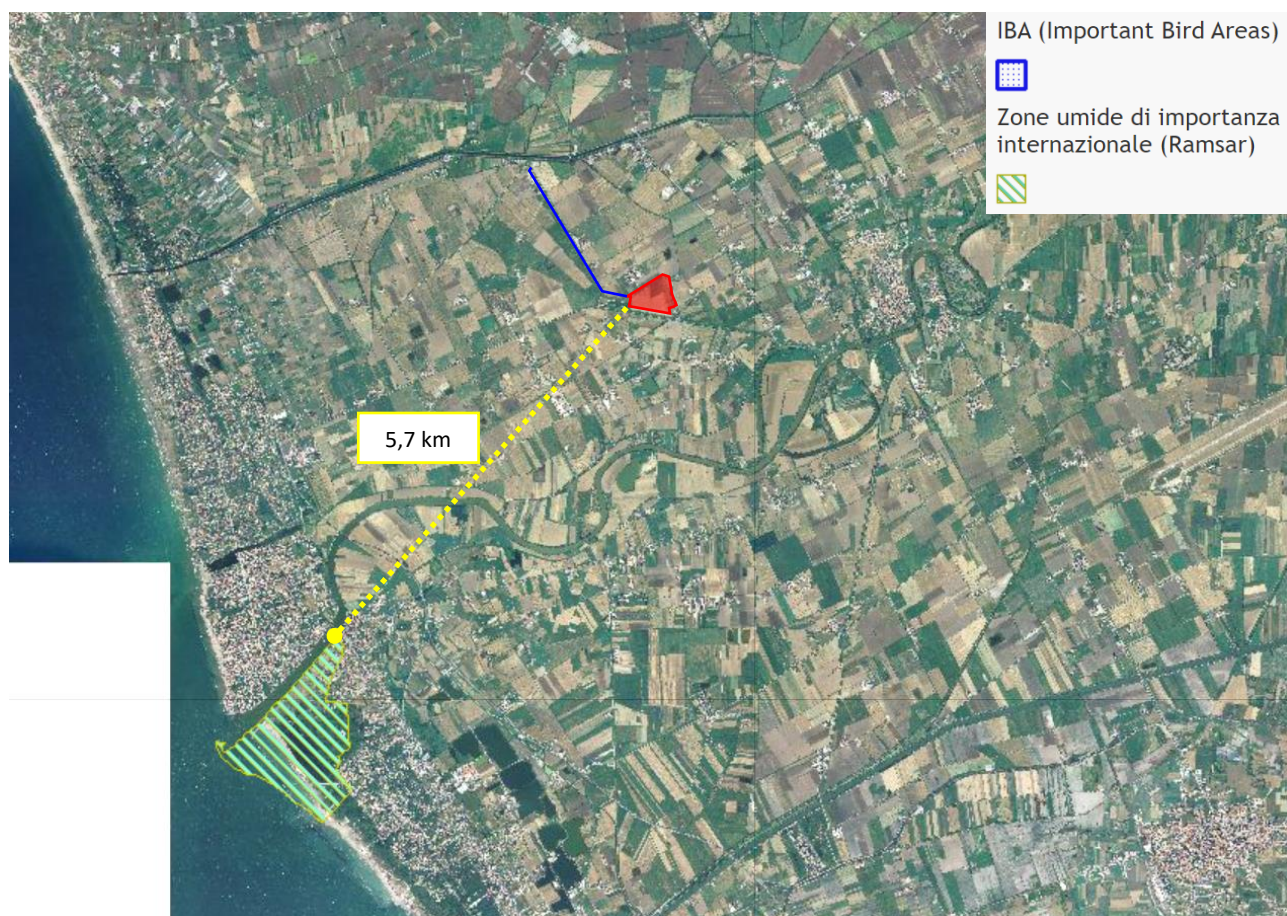 IBA (Important Bird Areas)
Zone umide di importanza
internazionale (Ramsar)
5,7 km